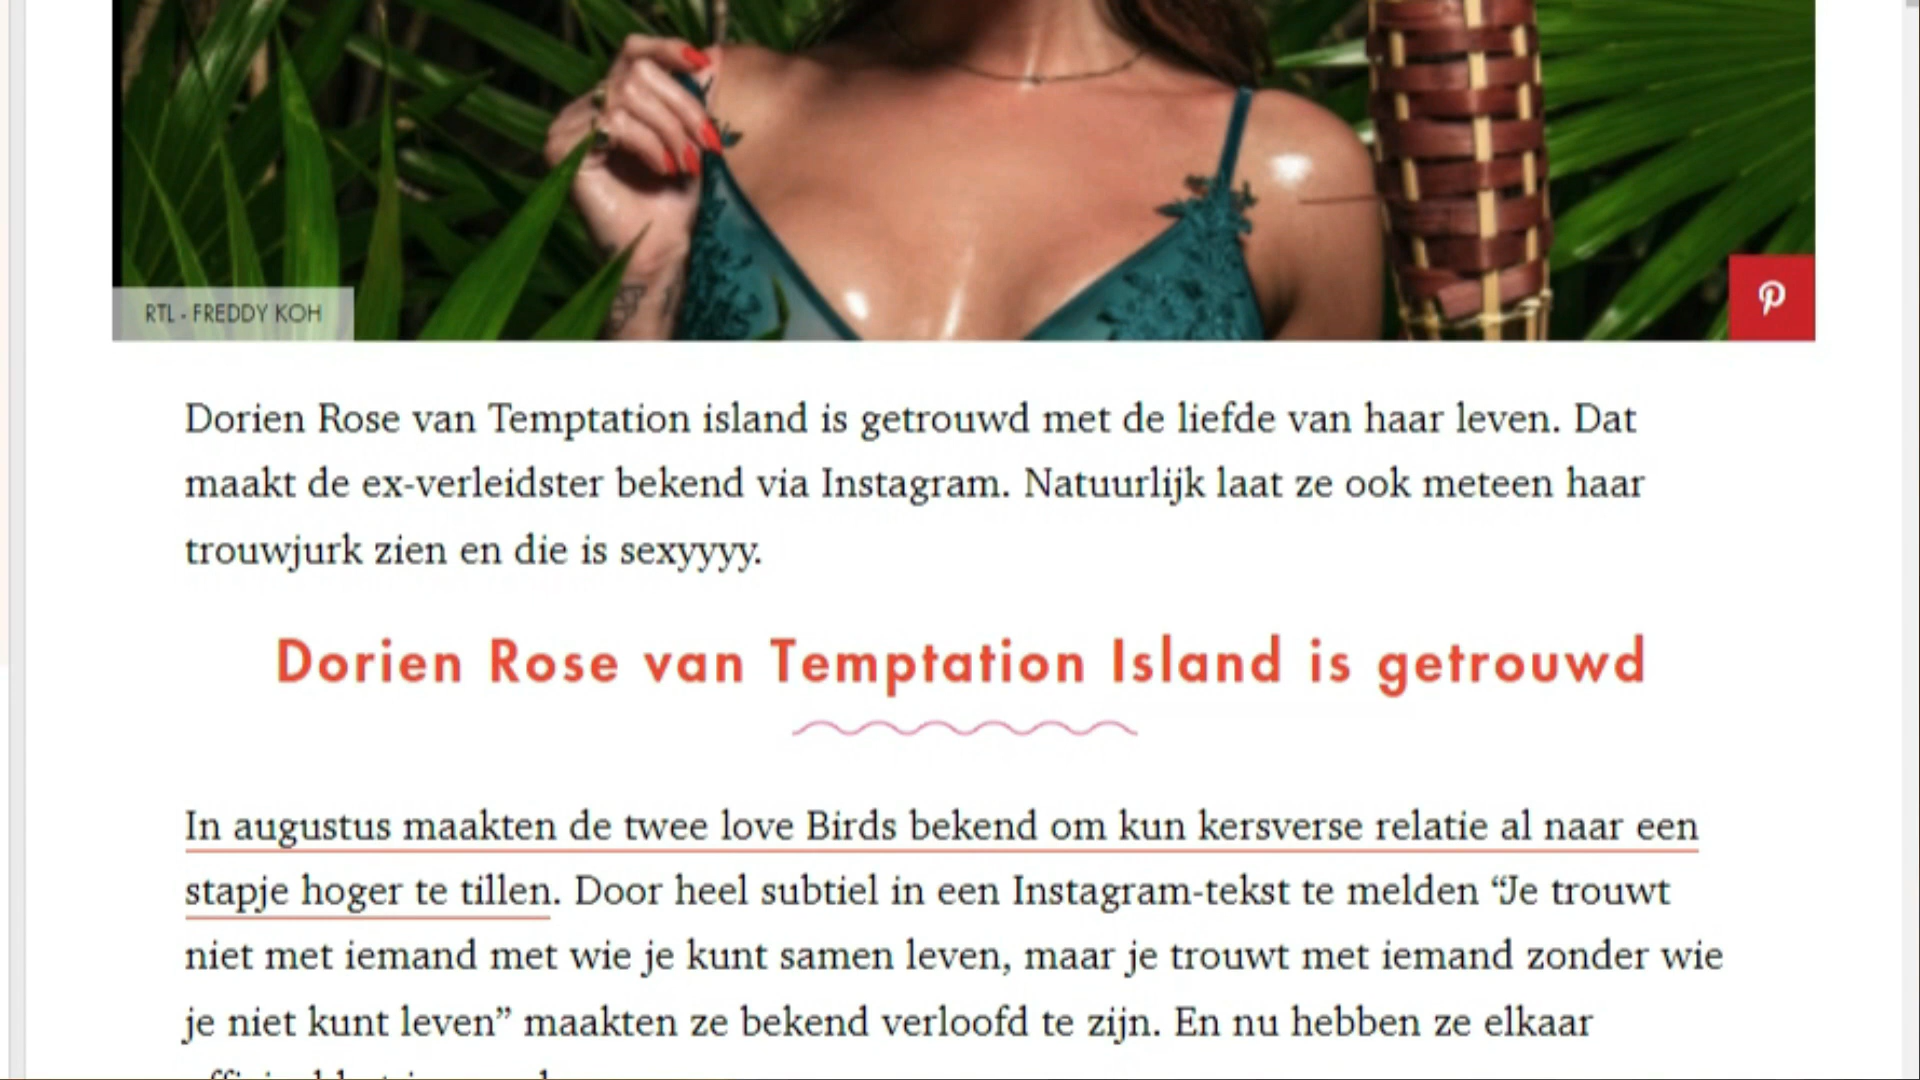 RTL - FREDDY KOH
Dorien Rose van Temptation island is getrouwd met de liefde van haar leven. Dat
maakt de ex-verleidster bekend via Instagram. Natuurlijk laat ze ook meteen haar
trouwjurk zien en die is sexyyyy.
Dorien Rose van Temptation Island is getrouwd
In augustus maakten de twee love Birds bekend om kun kersverse relatie al naar een
stapje hoger te tillen. Door heel subtiel in een Instagram-tekst te melden “Je trouwt
niet met iemand met wie je kunt samen leven, maar je trouwt met iemand zonder wie
je niet kunt leven” maakten ze bekend verloofd te zijn. En nu hebben ze elkaar